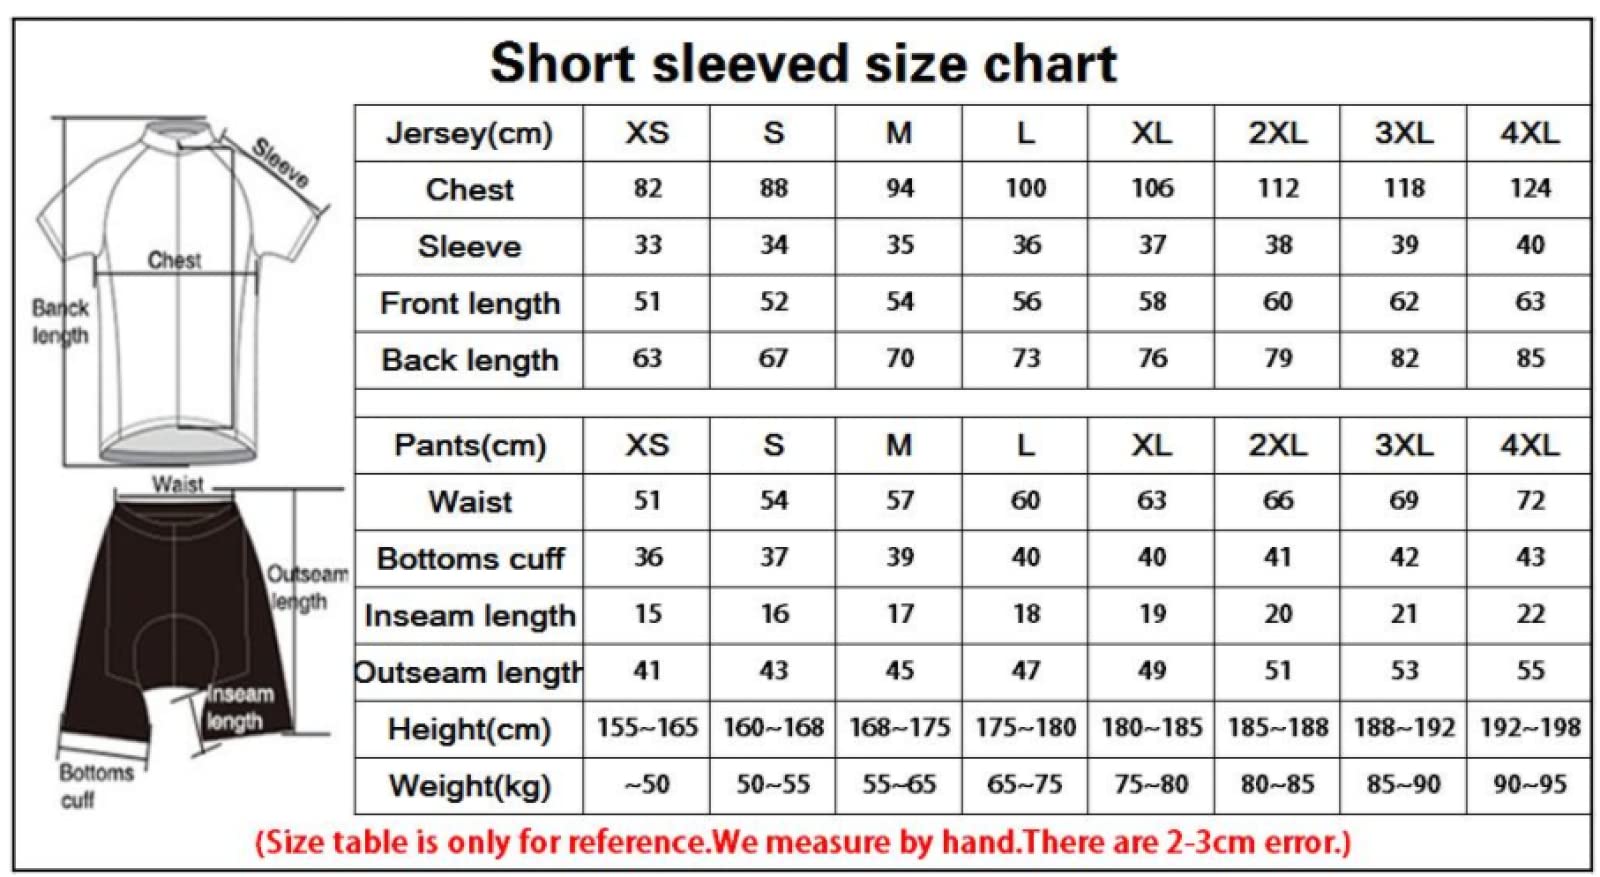 Short sleeved size chart
Jersey(cm) XS S M L XL 2XL 3XL 4XL
Chest 82 88 94 100 106 112 118 124
Sleeve 33 34 35 36 37 38 39 40
Front length 51 52 54 56 58 60 62 63
Back length 63 67 70 73 76 79 82 85
Pants(cm) XS S M L XL 2XL 3XL 4XL
Waist 51 54 57 60 63 66 69 72
Bottoms cuff 36 37 39 40 40 41 42 43
Inseam length 15 16 17 18 19 20 21 22
Outseam length 41 43 45 47 49 51 53 55
Height(cm) 155~165 160~168 168~175 175~180 180~185 185~188 188~192 192~198
Weight(kg) ~50 50~55 55~65 65~75 75~80 80~85 85~90 90~95
Sleeve
Chest
Banck
length
Waist
Outseam
length
Inseam
length
Bottoms
cuff
(Size table is only for reference.We measure by hand.There are 2-3cm error.)